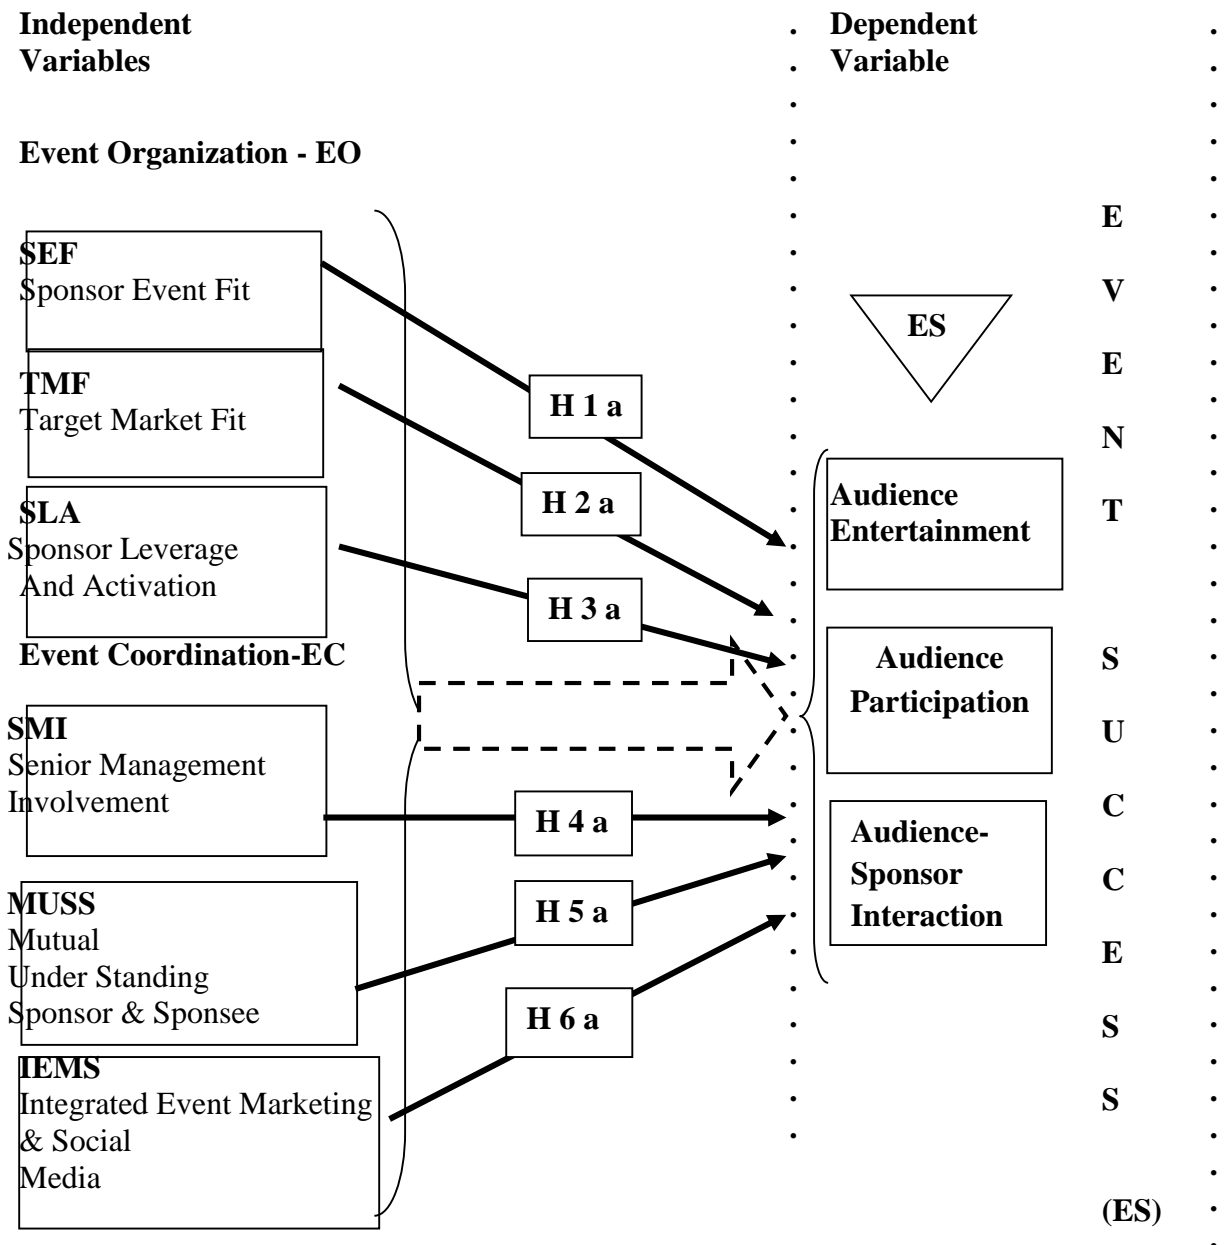 Independent
Variables
Dependent
Variable
Event Organization - EO
SEF
Sponsor Event Fit
TMF
Target Market Fit
SLA
Sponsor Leverage
And Activation
Event Coordination-EC
SMI
Senior Management
Involvement
MUSS
Mutual
Under Standing
Sponsor & Sponsee
IEMS
Integrated Event Marketing
& Social
Media
H 1 a
H 2 a
H 3 a
H 4 a
H 5 a
H 6 a
ES
Audience
Entertainment
Audience
Participation
Audience-
Sponsor
Interaction
E
V
E
N
T
S
U
C
C
E
S
S
(ES)